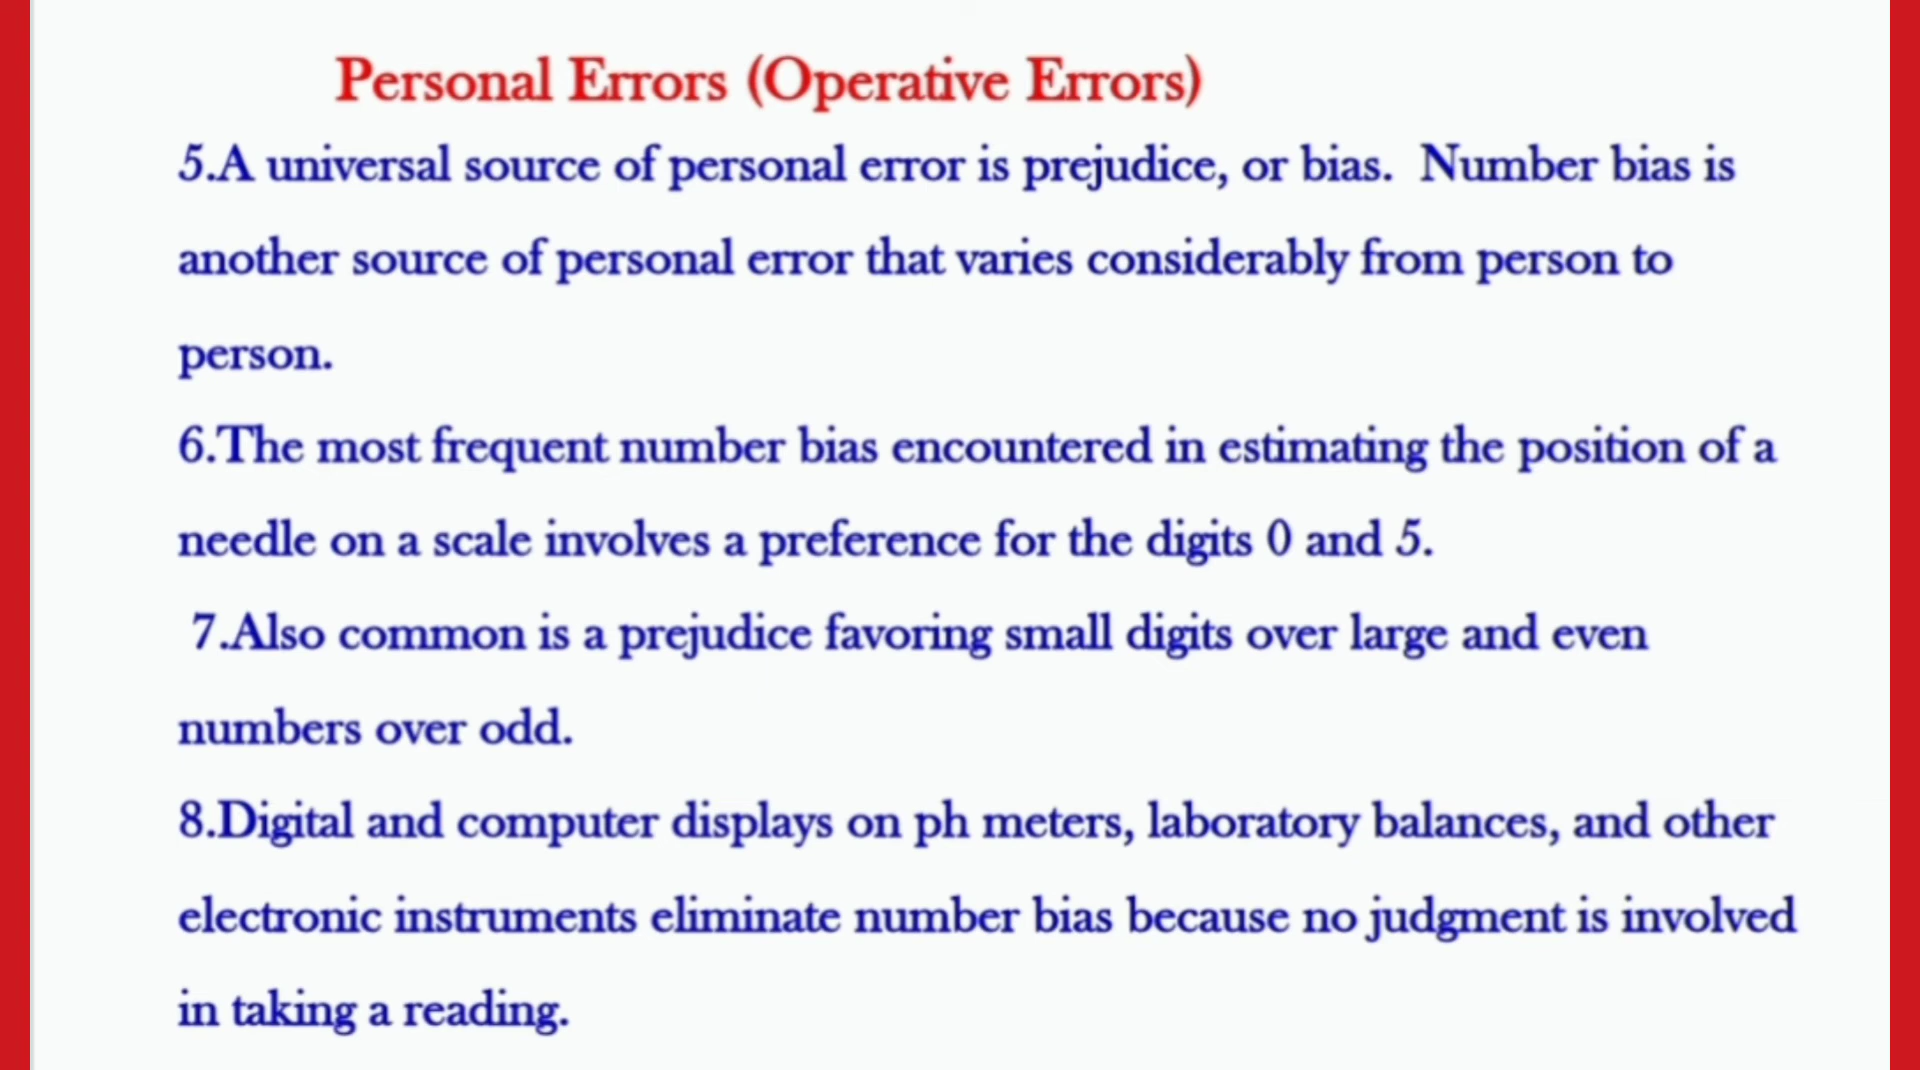 Personal Errors (Operative Errors)
5.A universal source of personal error is prejudice, or bias.  Number bias is
another source of personal error that varies considerably from person to
person.
6.The most frequent number bias encountered in estimating the position of a
needle on a scale involves a preference for the digits 0 and 5.
7.Also common is a prejudice favoring small digits over large and even
numbers over odd.
8.Digital and computer displays on ph meters, laboratory balances, and other
electronic instruments eliminate number bias because no judgment is involved
in taking a reading.